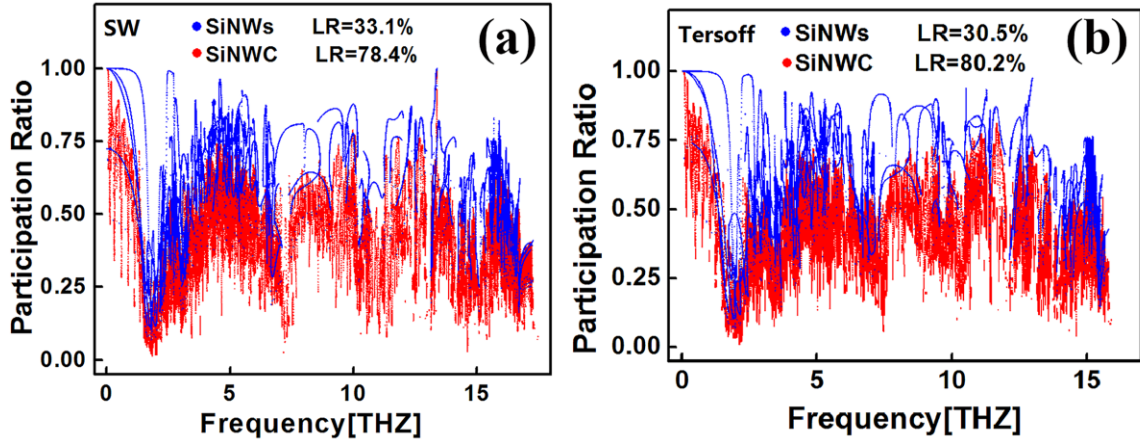 SW
SiNWs LR=33.1%
SiNWC LR=78.4%
(a)
Participation Ratio
1.00
0.75
0.50
0.25
0.00
0 5 10 15
Frequency[THZ]
Tersoff
SiNWs LR=30.5%
SiNWC LR=80.2%
(b)
Participation Ratio
1.00
0.75
0.50
0.25
0.00
0 5 10 15
Frequency[THZ]